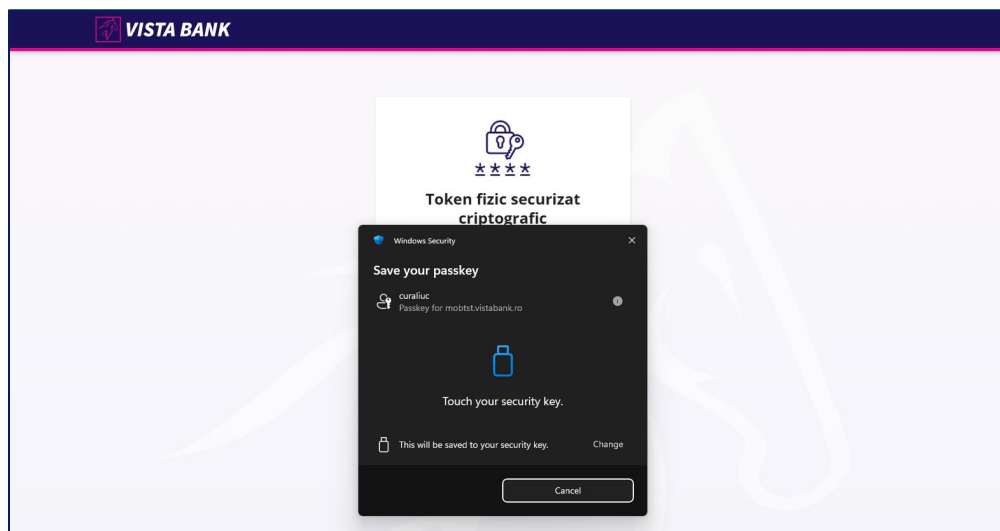 VISTA BANK
****
Token fizic securizat
criptografic
Windows Security
Save your passkey
curaliuc
Passkey for mobtst.vistabank.ro
Touch your security key.
This will be saved to your security key. Change
Cancel